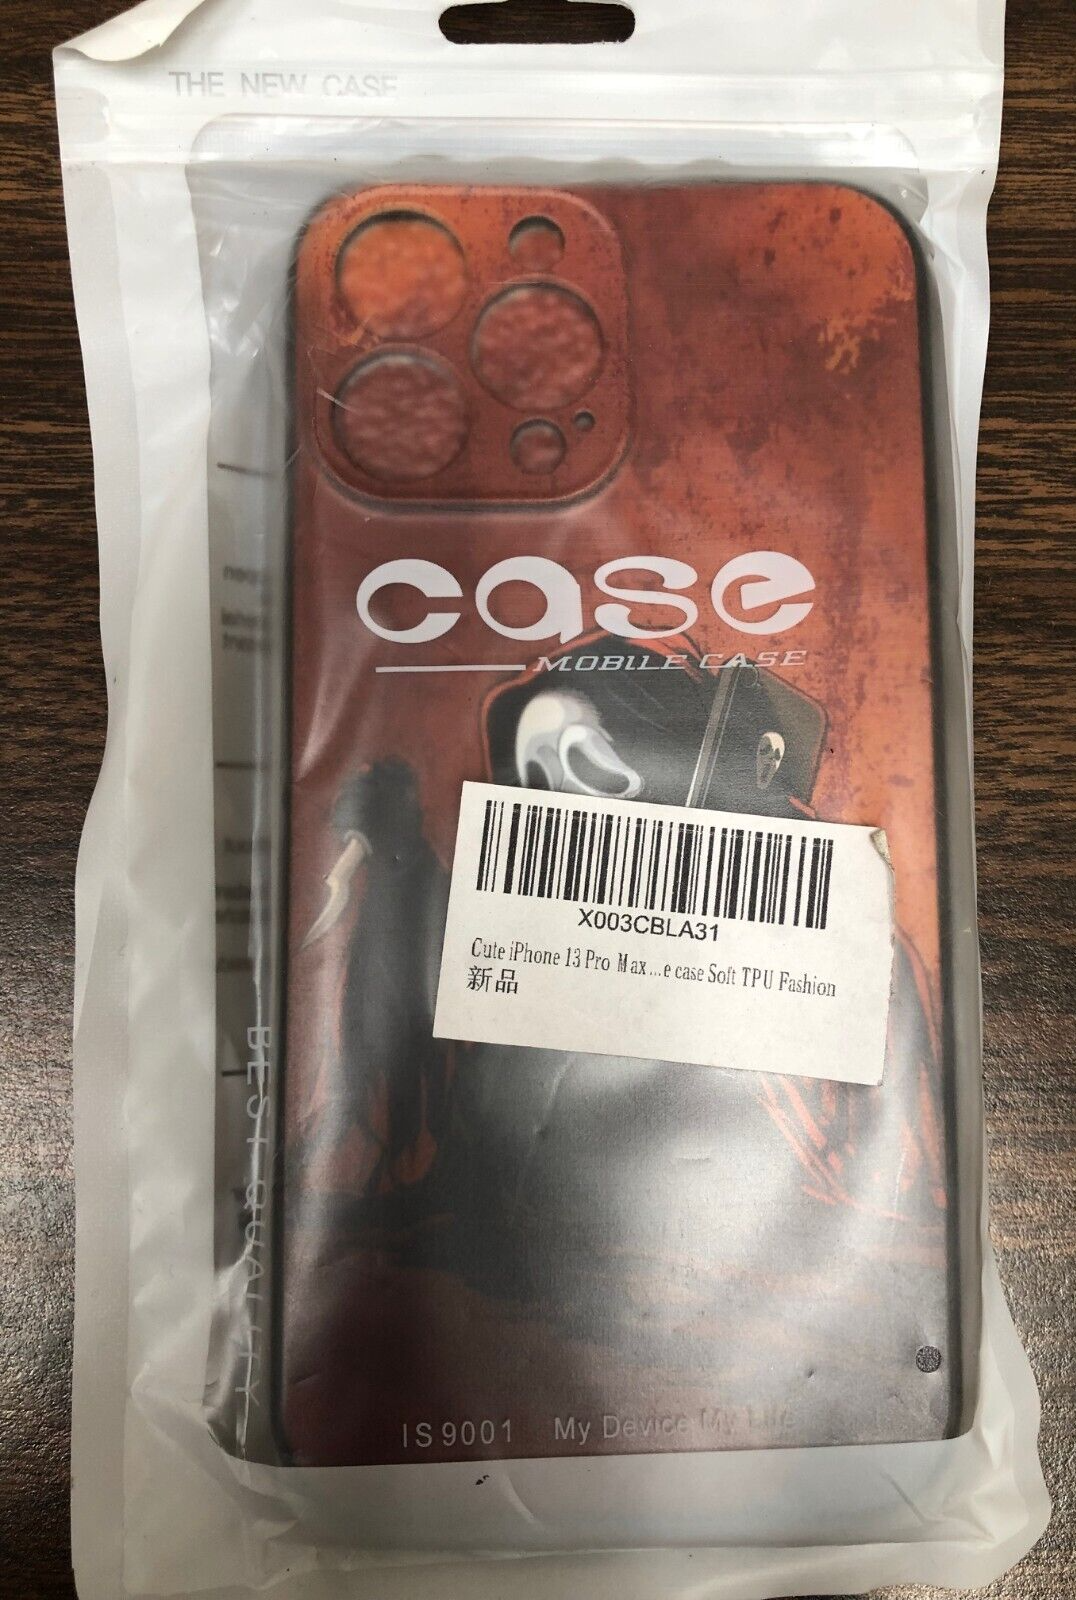 THE NEW CASE
case
MOBILE CASE
X003CBLA31
Cute iPhone 13 Pro Max...e case Soft TPU Fashion
新品
BEST QUALITY
IS9001 My Device My Life